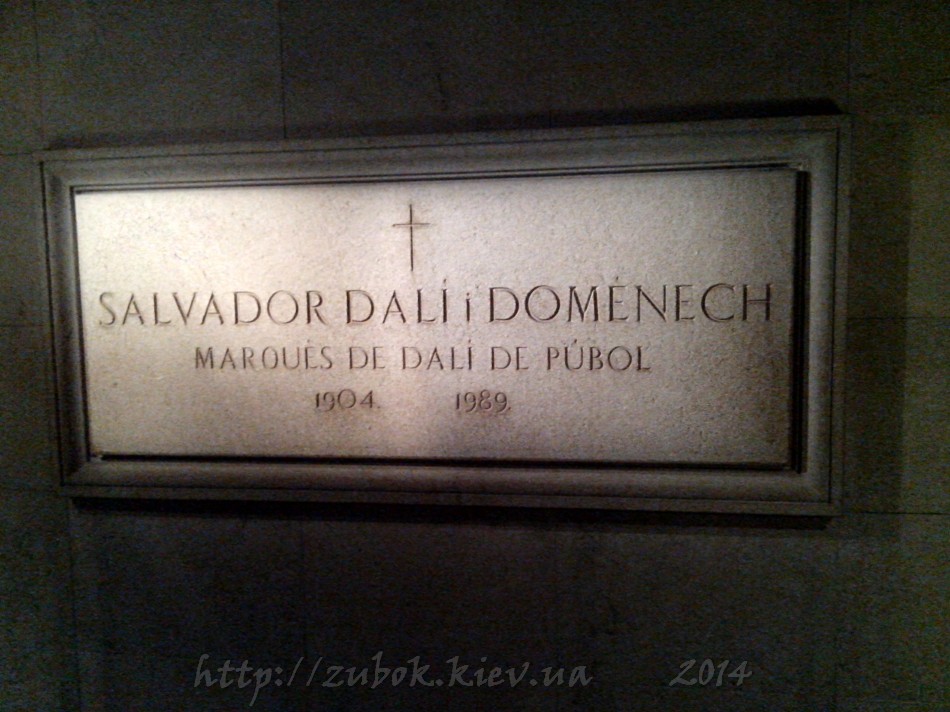 SALVADOR DALÍ i DOMÈNECH
MARQUÈS DE DALÍ DE PÚBOL
1904. 1989.
http://zubok.kiev.ua 2014